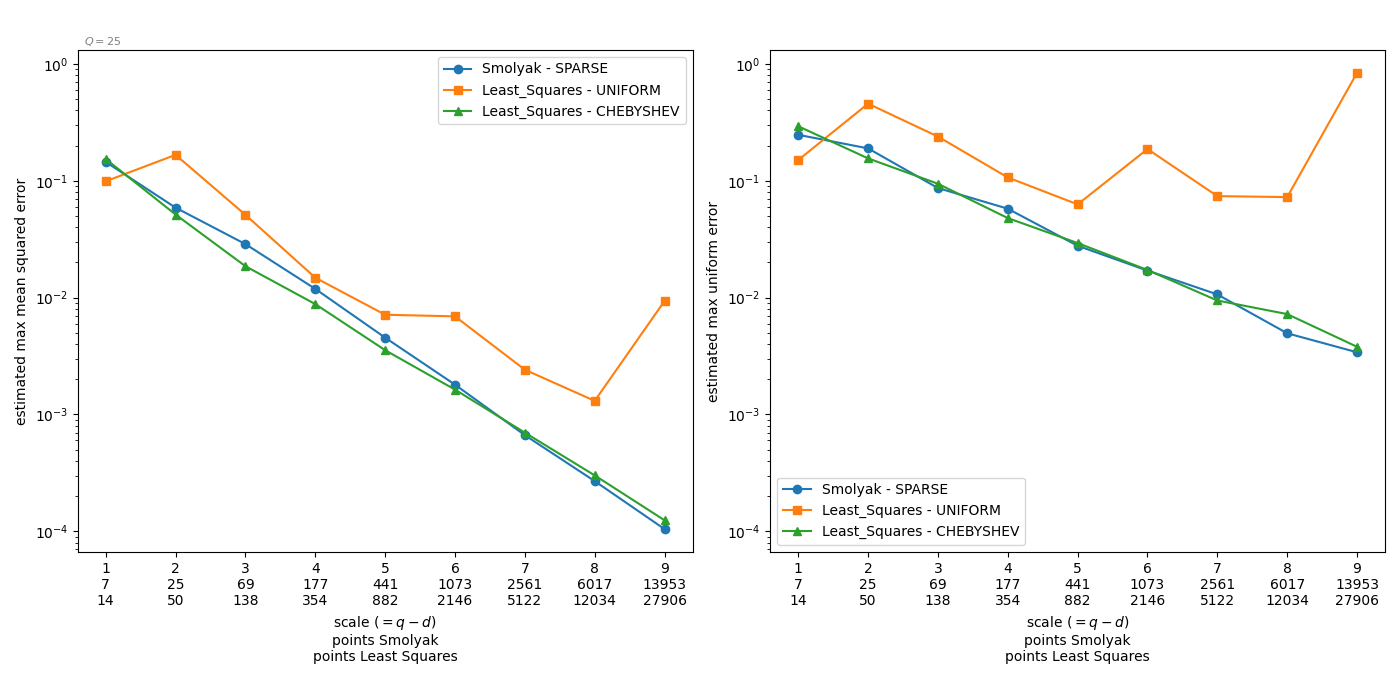 Q = 25
10⁰
10⁻¹
10⁻²
10⁻³
10⁻⁴
estimated max mean squared error
Smolyak - SPARSE
Least_Squares - UNIFORM
Least_Squares - CHEBYSHEV
1 2 3 4 5 6 7 8 9
7 25 69 177 441 1073 2561 6017 13953
14 50 138 354 882 2146 5122 12034 27906
scale (= q − d)
points Smolyak
points Least Squares
10⁰
10⁻¹
10⁻²
10⁻³
10⁻⁴
estimated max uniform error
Smolyak - SPARSE
Least_Squares - UNIFORM
Least_Squares - CHEBYSHEV
1 2 3 4 5 6 7 8 9
7 25 69 177 441 1073 2561 6017 13953
14 50 138 354 882 2146 5122 12034 27906
scale (= q − d)
points Smolyak
points Least Squares